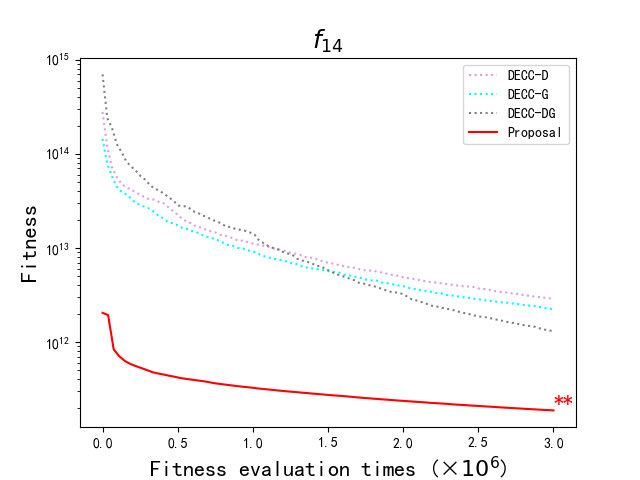 f14
10^15
10^14
10^13
10^12
Fitness
DECC-D
DECC-G
DECC-DG
Proposal
**
0.0 0.5 1.0 1.5 2.0 2.5 3.0
Fitness evaluation times (×10^6)